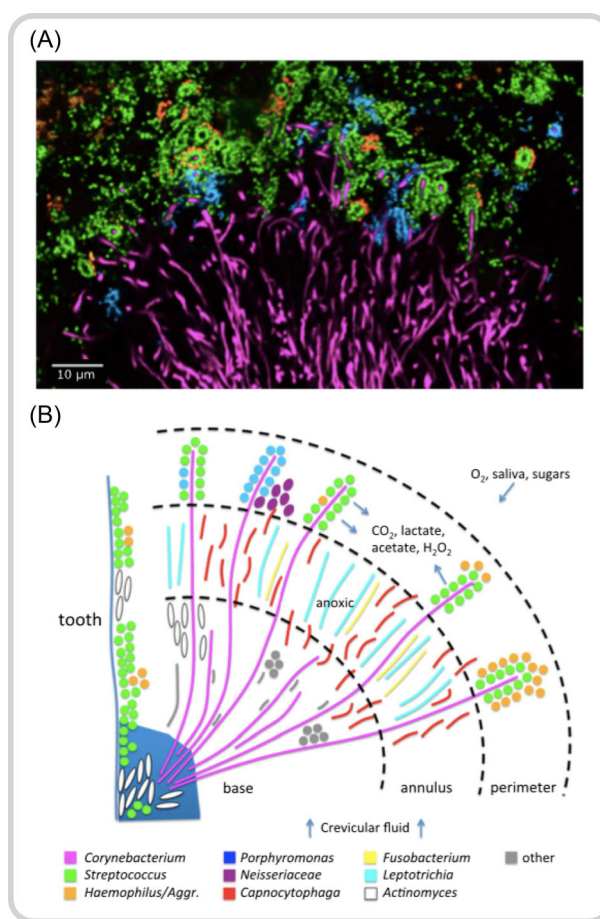 (A)
10 µm
(B)
O₂, saliva, sugars
CO₂, lactate,
acetate, H₂O₂
anoxic
tooth
base
annulus
perimeter
Crevicular fluid
Corynebacterium
Streptococcus
Haemophilus/Aggr.
Porphyromonas
Neisseriaceae
Capnocytophaga
Fusobacterium
Leptotrichia
Actinomyces
other